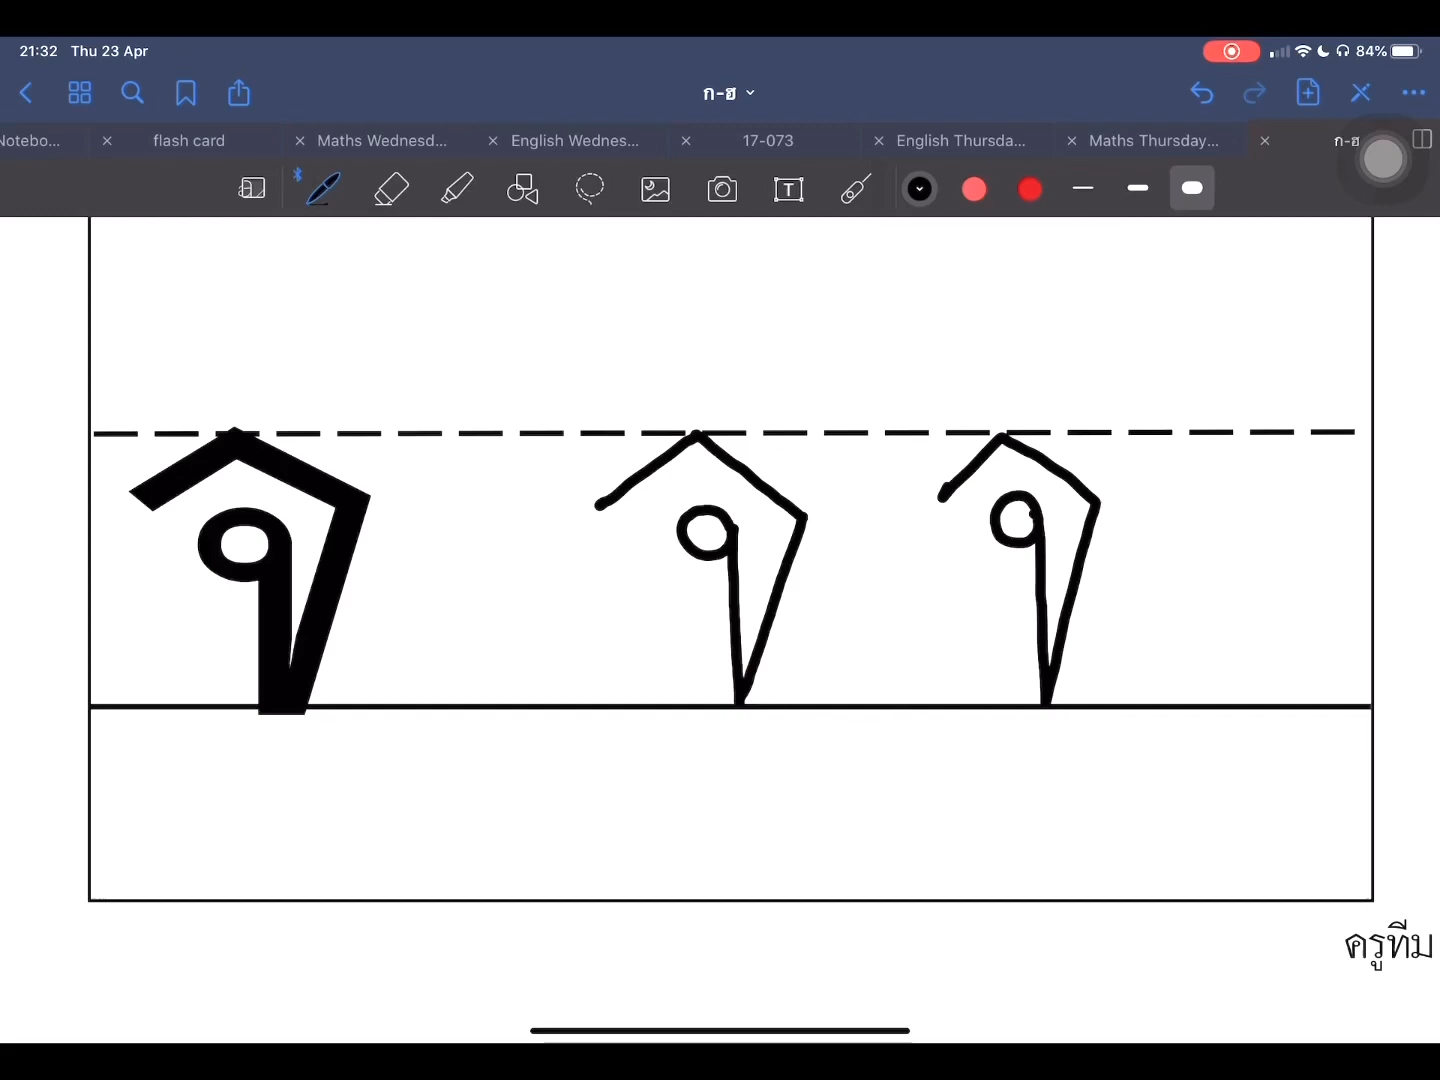 21:32 Thu 23 Apr 84%
ก-ฮ
Notebo... flash card Maths Wednesd... English Wednes... 17-073 English Thursda... Maths Thursday... ก-ฮ
T
จ จ จ
ครูทีม